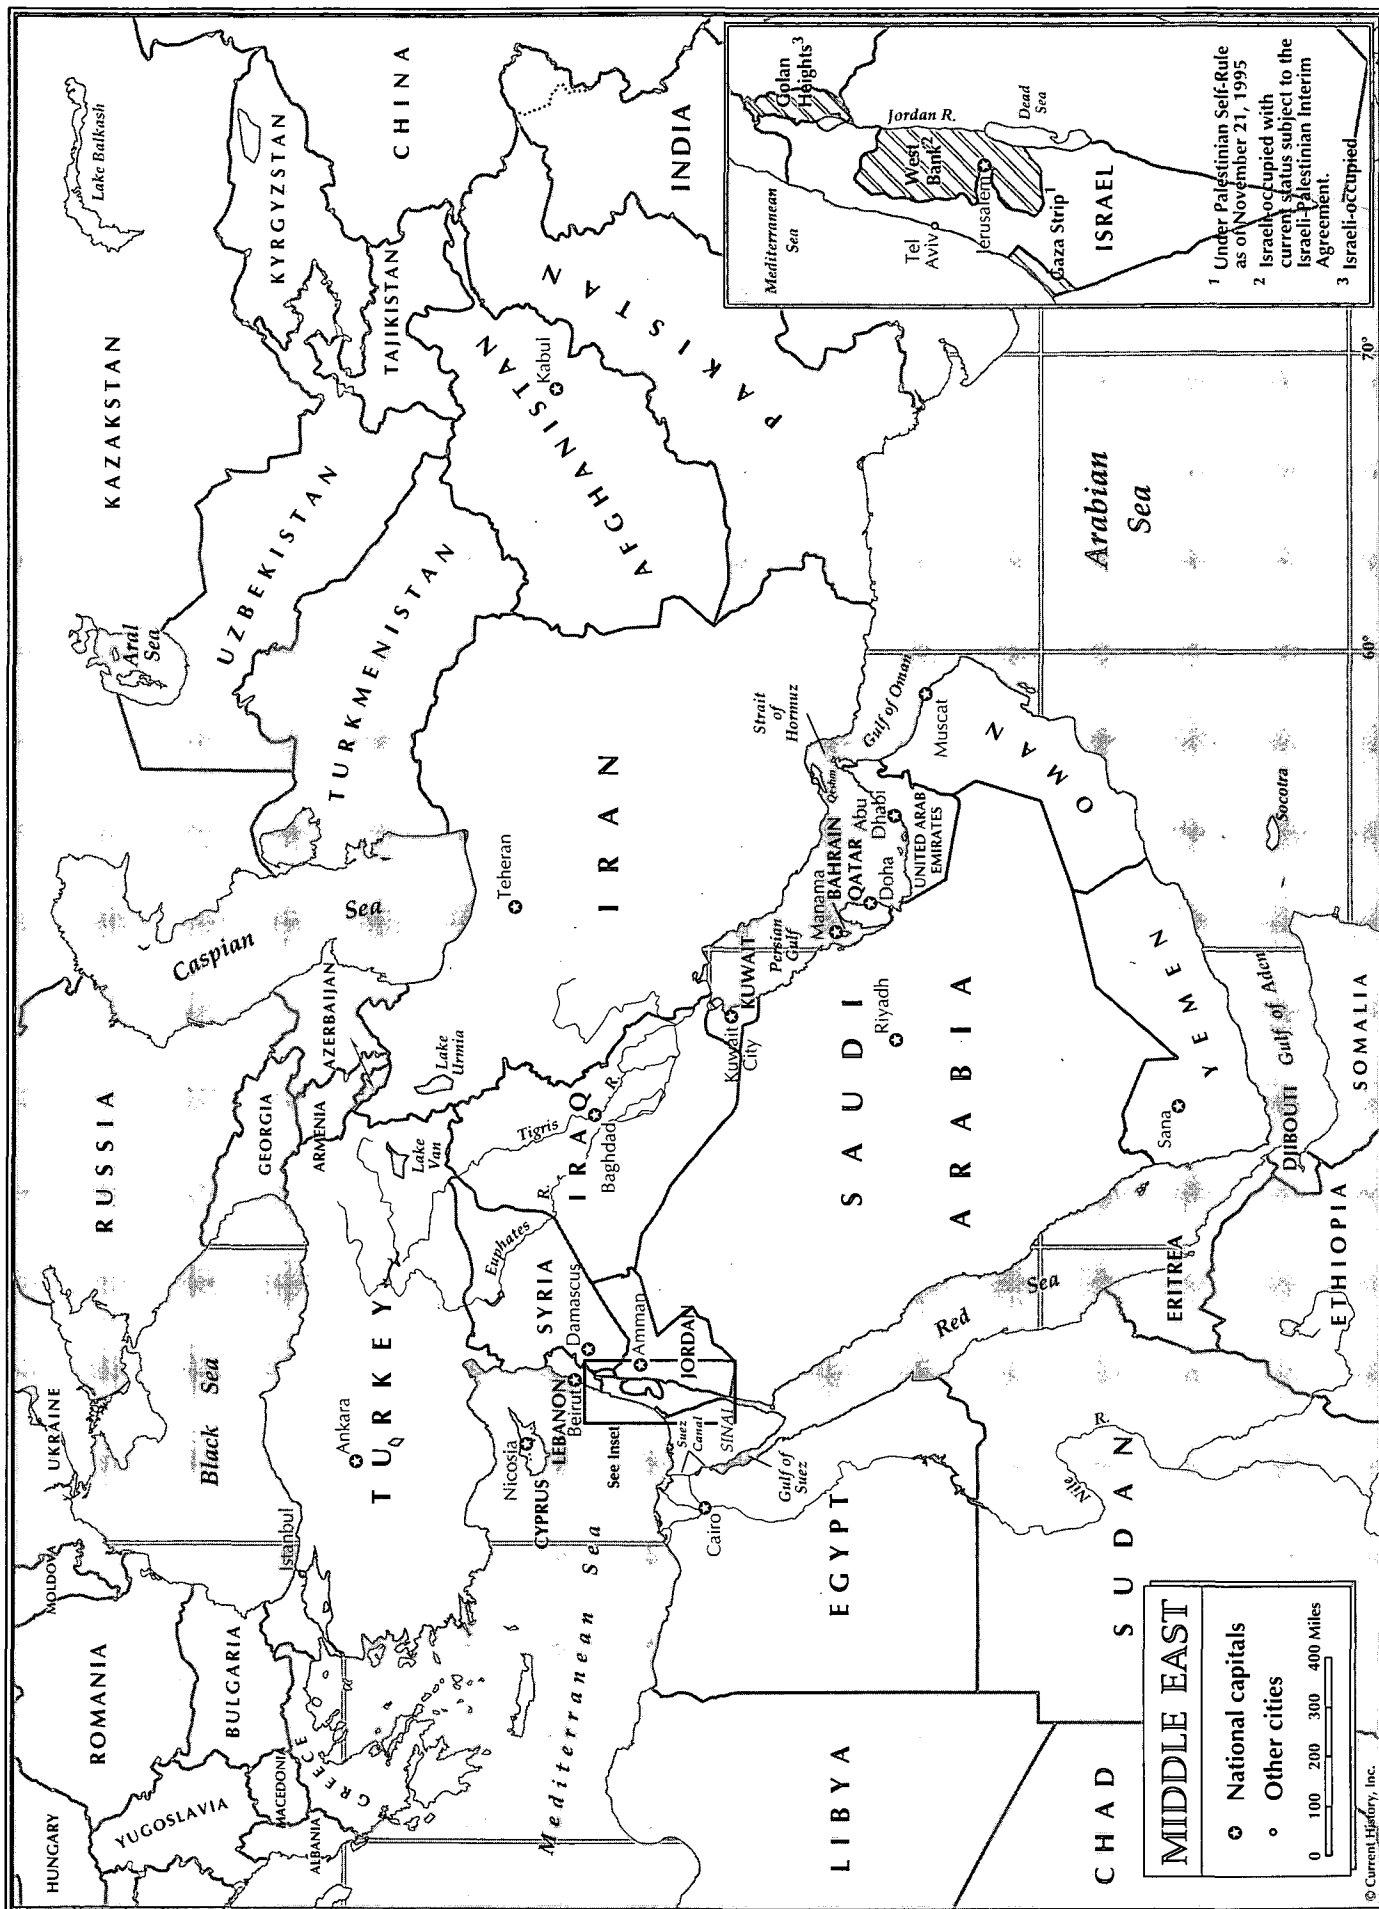 HUNGARY
ROMANIA
MOLDOVA
UKRAINE
RUSSIA
KAZAKSTAN
Lake Balkash
YUGOSLAVIA
BULGARIA
Black Sea
GEORGIA
Caspian
Sea
Aral
Sea
UZBEKISTAN
KYRGYZSTAN
CHINA
ALBANIA
MACEDONIA
GREECE
Istanbul
Ankara
TURKEY
ARMENIA
AZERBAIJAN
TURKMENISTAN
TAJIKISTAN
Lake
Van
Lake
Urmia
Teheran
IRAN
AFGHANISTAN
Kabul
PAKISTAN
INDIA
Mediterranean Sea
Nicosia
CYPRUS
LEBANON
Beirut
See Inset
SYRIA
Damascus
Euphrates
R.
Tigris
R.
IRAQ
Baghdad
Amman
JORDAN
Suez
Canal
SINAI
Gulf of
Suez
Cairo
KUWAIT
Kuwait
City
Persian
Gulf
Manama
BAHRAIN
QATAR
Doha
Abu
Dhabi
UNITED ARAB
EMIRATES
Qeshm
Strait
of
Hormuz
Gulf of Oman
Muscat
OMAN
LIBYA
EGYPT
SAUDI
ARABIA
Riyadh
Red
Sea
Arabian
Sea
CHAD
SUDAN
Nile
R.
ERITREA
ETHIOPIA
DJIBOUTI
SOMALIA
Sana
YEMEN
Gulf of Aden
Socotra
60°
70°
MIDDLE EAST
National capitals
Other cities
0 100 200 300 400 Miles
© Current History, Inc.
Mediterranean
Sea
Golan
Heights3
Jordan R.
West
Bank2
Tel
Aviv
Jerusalem
Dead
Sea
Gaza Strip1
ISRAEL
1 Under Palestinian Self-Rule
as of November 21, 1995
2 Israeli-occupied with
current status subject to the
Israeli-Palestinian Interim
Agreement.
3 Israeli-occupied